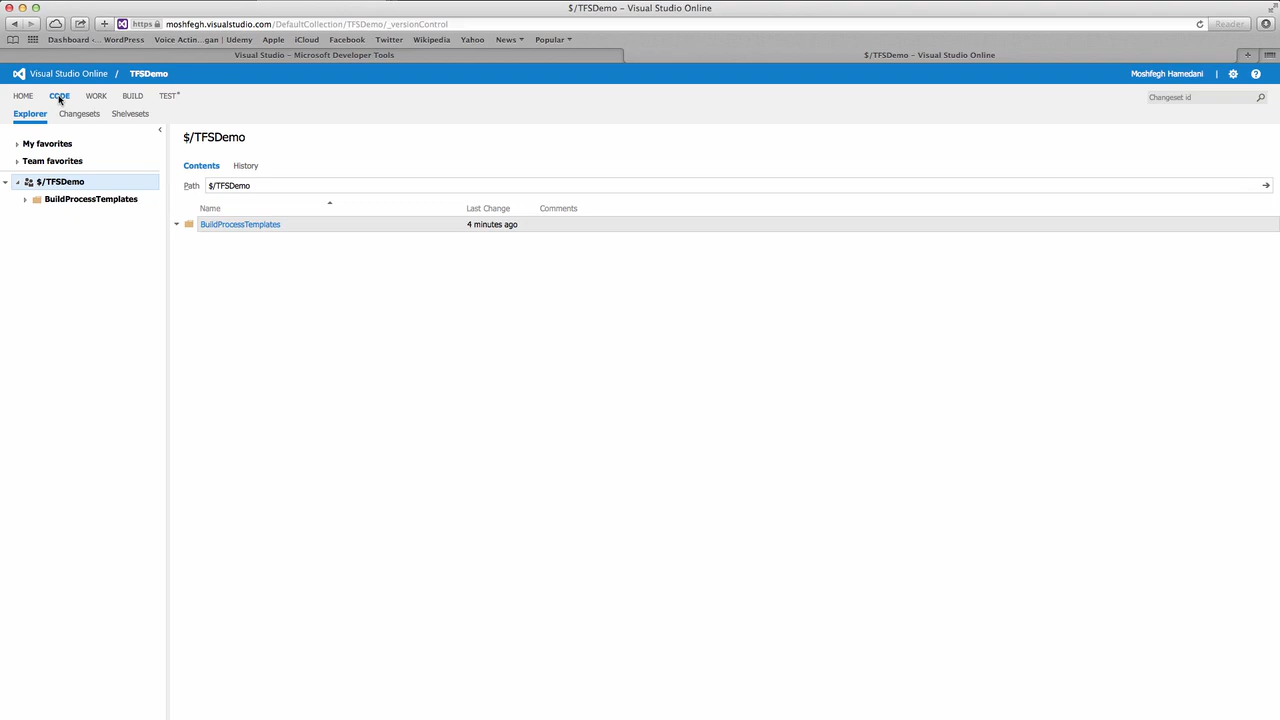 $/TFSDemo – Visual Studio Online
https moshfegh.visualstudio.com/DefaultCollection/TFSDemo/_versionControl Reader
Dashboard ‹... WordPress Voice Actin...gan | Udemy Apple iCloud Facebook Twitter Wikipedia Yahoo News Popular
Visual Studio – Microsoft Developer Tools $/TFSDemo – Visual Studio Online
Visual Studio Online / TFSDemo Moshfegh Hamedani |
HOME CODE WORK BUILD TEST* Changeset id
Explorer Changesets Shelvesets
$/TFSDemo
My favorites
Team favorites
Contents History
$/TFSDemo
Path $/TFSDemo
BuildProcessTemplates
Name Last Change Comments
BuildProcessTemplates 4 minutes ago